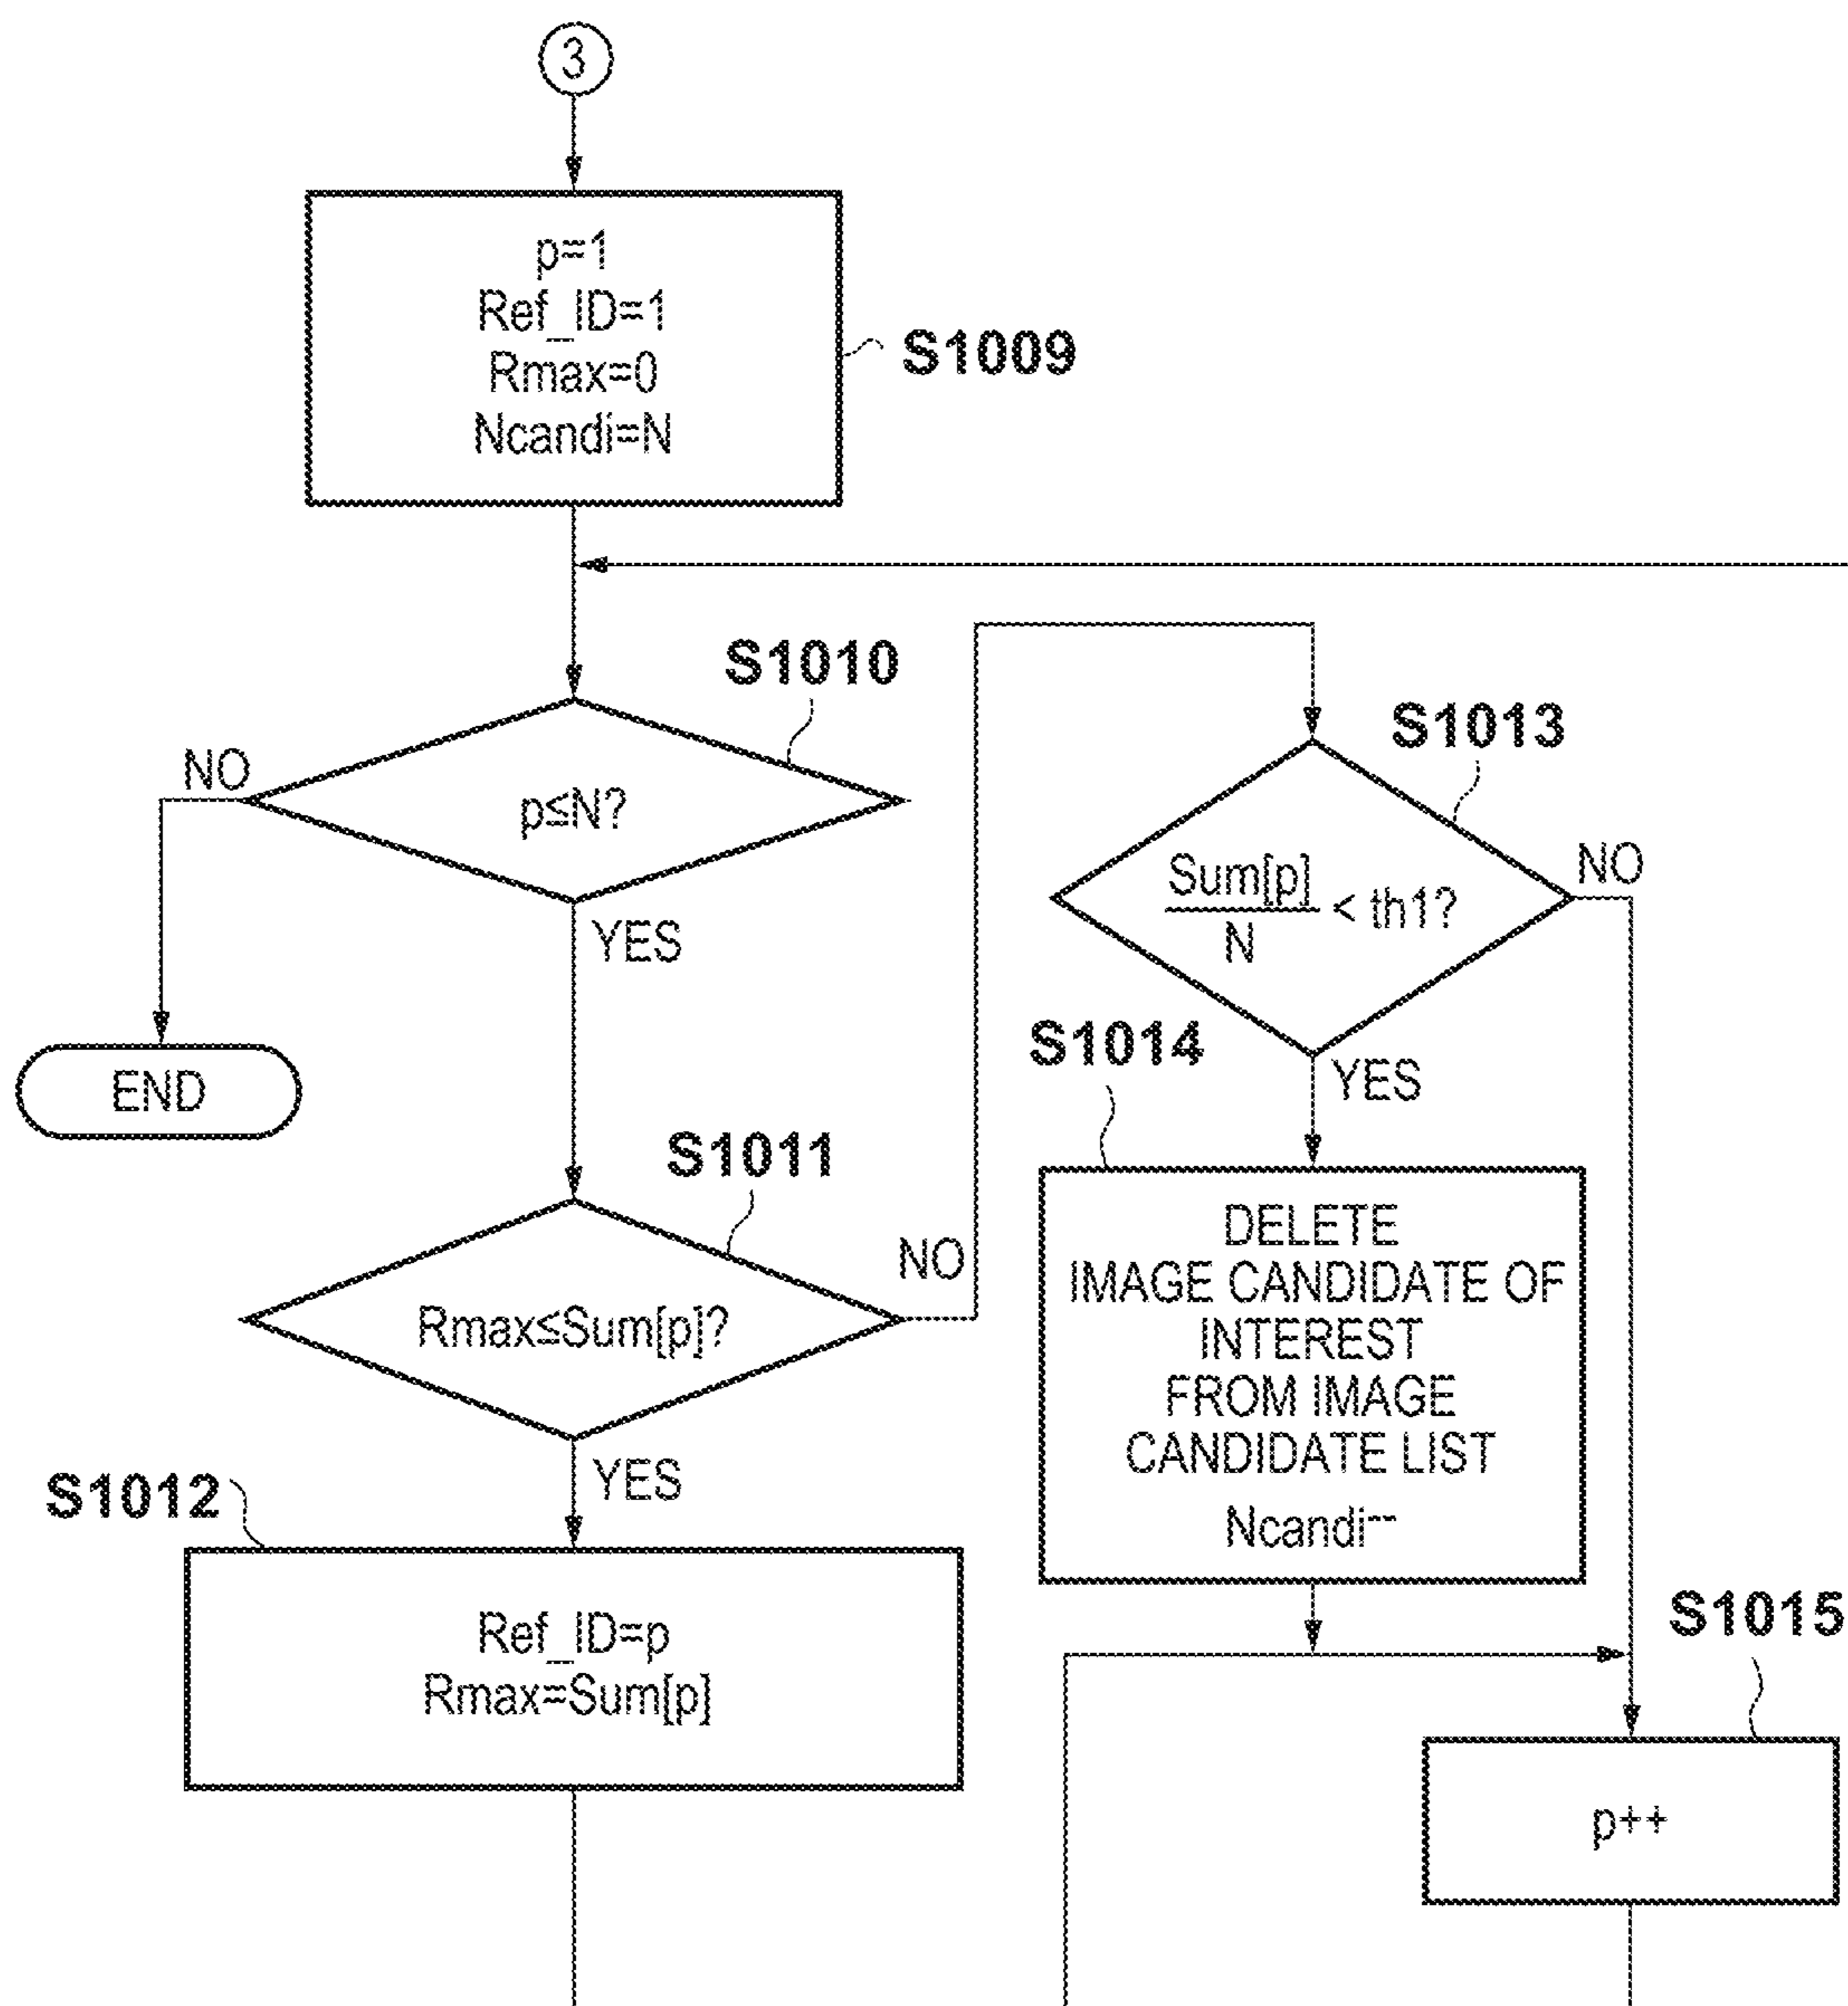 3
p=1
Ref_ID=1
Rmax=0
Ncandi=N
S1009
S1010
p≤N?
NO
YES
END
S1011
Rmax≤Sum[p]?
NO
YES
S1012
Ref_ID=p
Rmax=Sum[p]
S1013
Sum[p]
N
< th1?
NO
YES
S1014
DELETE
IMAGE CANDIDATE OF
INTEREST
FROM IMAGE
CANDIDATE LIST
Ncandi--
S1015
p++